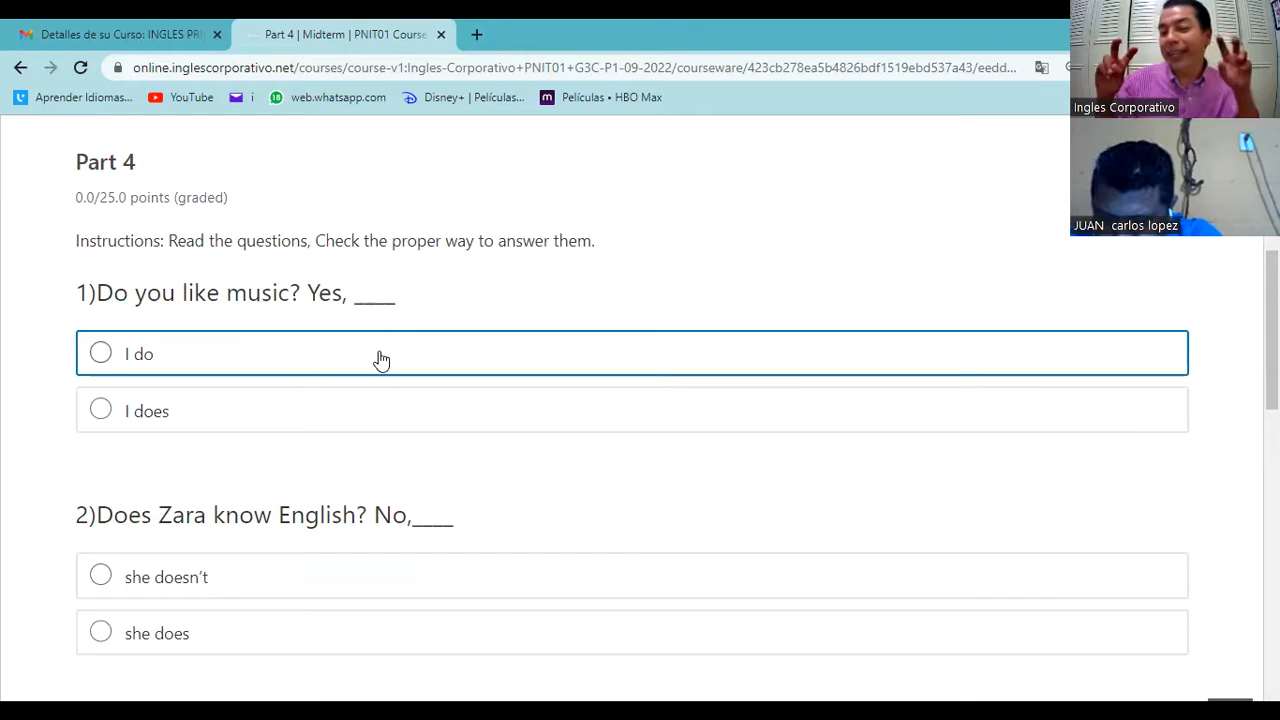 Detalles de su Curso: INGLES PRI
Part 4 | Midterm | PNIT01 Course
online.inglescorporativo.net/courses/course-v1:Ingles-Corporativo+PNIT01+G3C-P1-09-2022/courseware/423cb278ea5b4826bdf1519ebd537a43/eedd...
Aprender Idiomas... YouTube i web.whatsapp.com Disney+ | Películas... Películas • HBO Max
Ingles Corporativo
JUAN carlos lopez
Part 4
0.0/25.0 points (graded)
Instructions: Read the questions, Check the proper way to answer them.
1)Do you like music? Yes, ____
I do
I does
2)Does Zara know English? No,____
she doesn't
she does